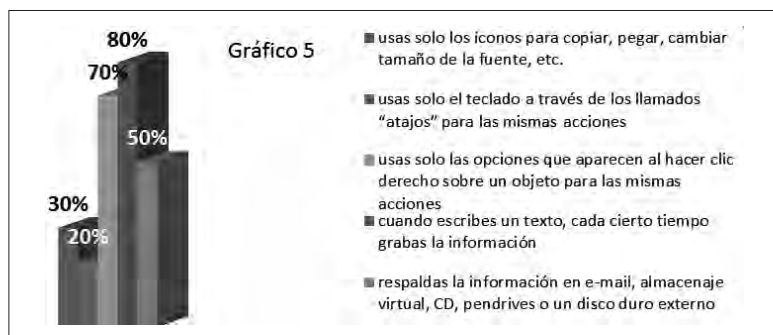 Gráfico 5
80%
70%
50%
30%
20%
usas solo los íconos para copiar, pegar, cambiar
tamaño de la fuente, etc.
usas solo el teclado a través de los llamados
“atajos” para las mismas acciones
usas solo las opciones que aparecen al hacer clic
derecho sobre un objeto para las mismas
acciones
cuando escribes un texto, cada cierto tiempo
grabas la información
respaldas la información en e-mail, almacenaje
virtual, CD, pendrives o un disco duro externo